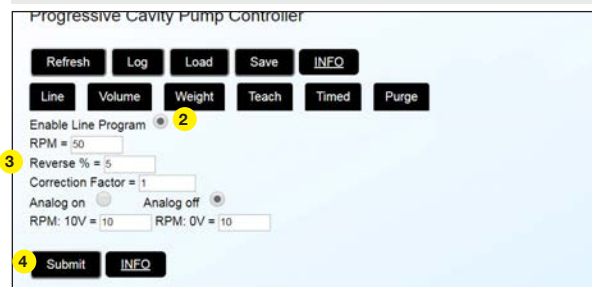 Progressive Cavity Pump Controller
Refresh Log Load Save INFO
Line Volume Weight Teach Timed Purge
Enable Line Program 2
RPM = 50
3 Reverse % = 5
Correction Factor = 1
Analog on Analog off
RPM: 10V = 10 RPM: 0V = 10
4 Submit INFO